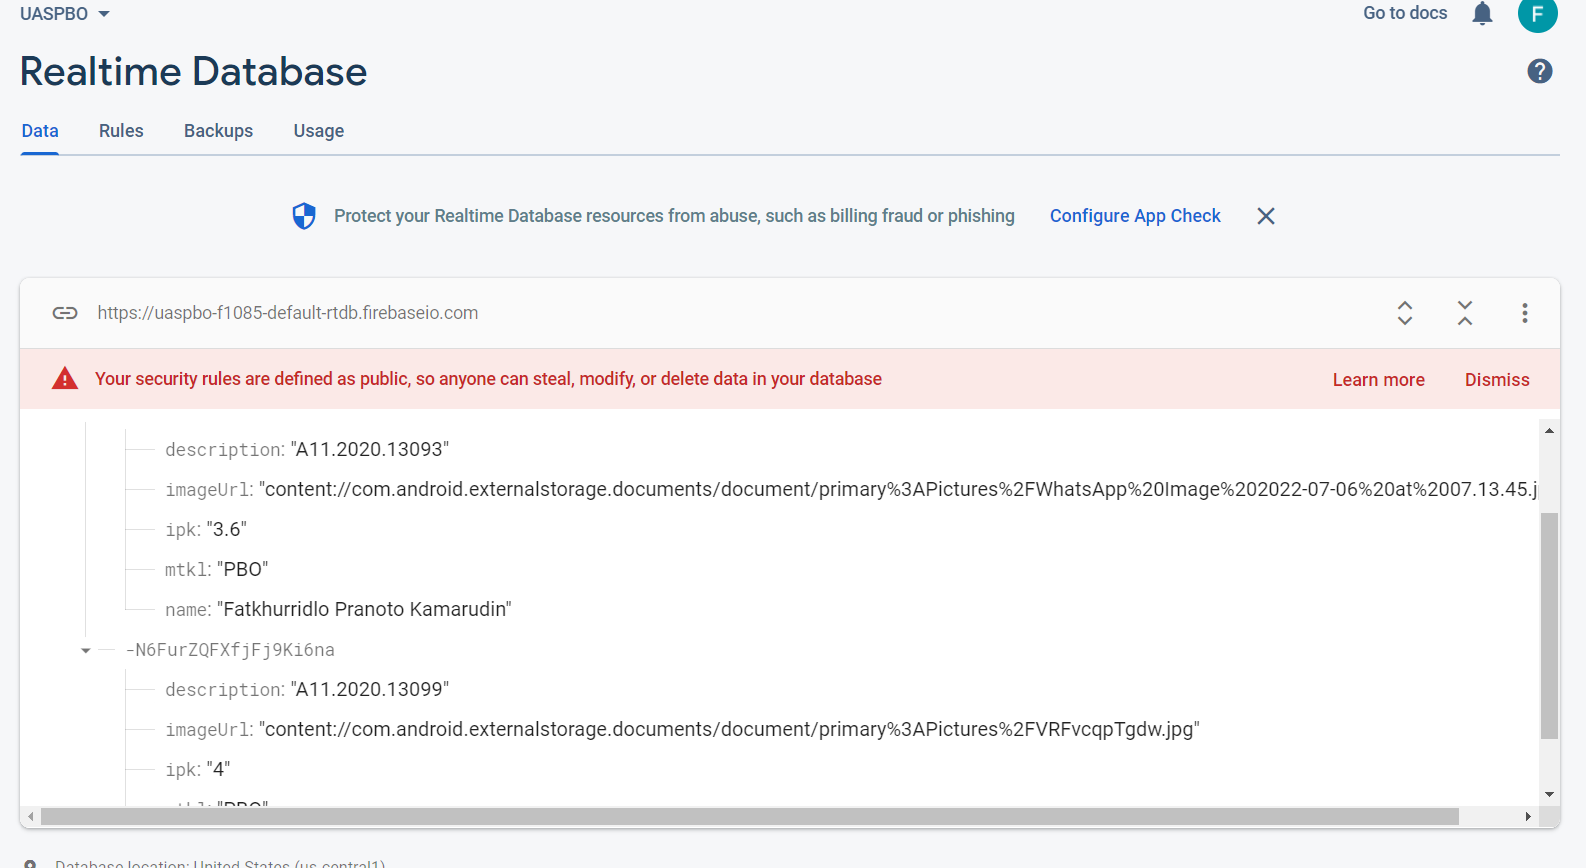 UASPBO
Go to docs
F
Realtime Database
?
Data Rules Backups Usage
Protect your Realtime Database resources from abuse, such as billing fraud or phishing Configure App Check
https://uaspbo-f1085-default-rtdb.firebaseio.com
Your security rules are defined as public, so anyone can steal, modify, or delete data in your database Learn more Dismiss
description: "A11.2020.13093"
imageUrl: "content://com.android.externalstorage.documents/document/primary%3APictures%2FWhatsApp%20Image%202022-07-06%20at%2007.13.45.j
ipk: "3.6"
mtkl: "PBO"
name: "Fatkhurridlo Pranoto Kamarudin"
-N6FurZQFXfjFj9Ki6na
description: "A11.2020.13099"
imageUrl: "content://com.android.externalstorage.documents/document/primary%3APictures%2FVRFvcqpTgdw.jpg"
ipk: "4"
mtkl: "PBO"
Database location: United States (us-central1)